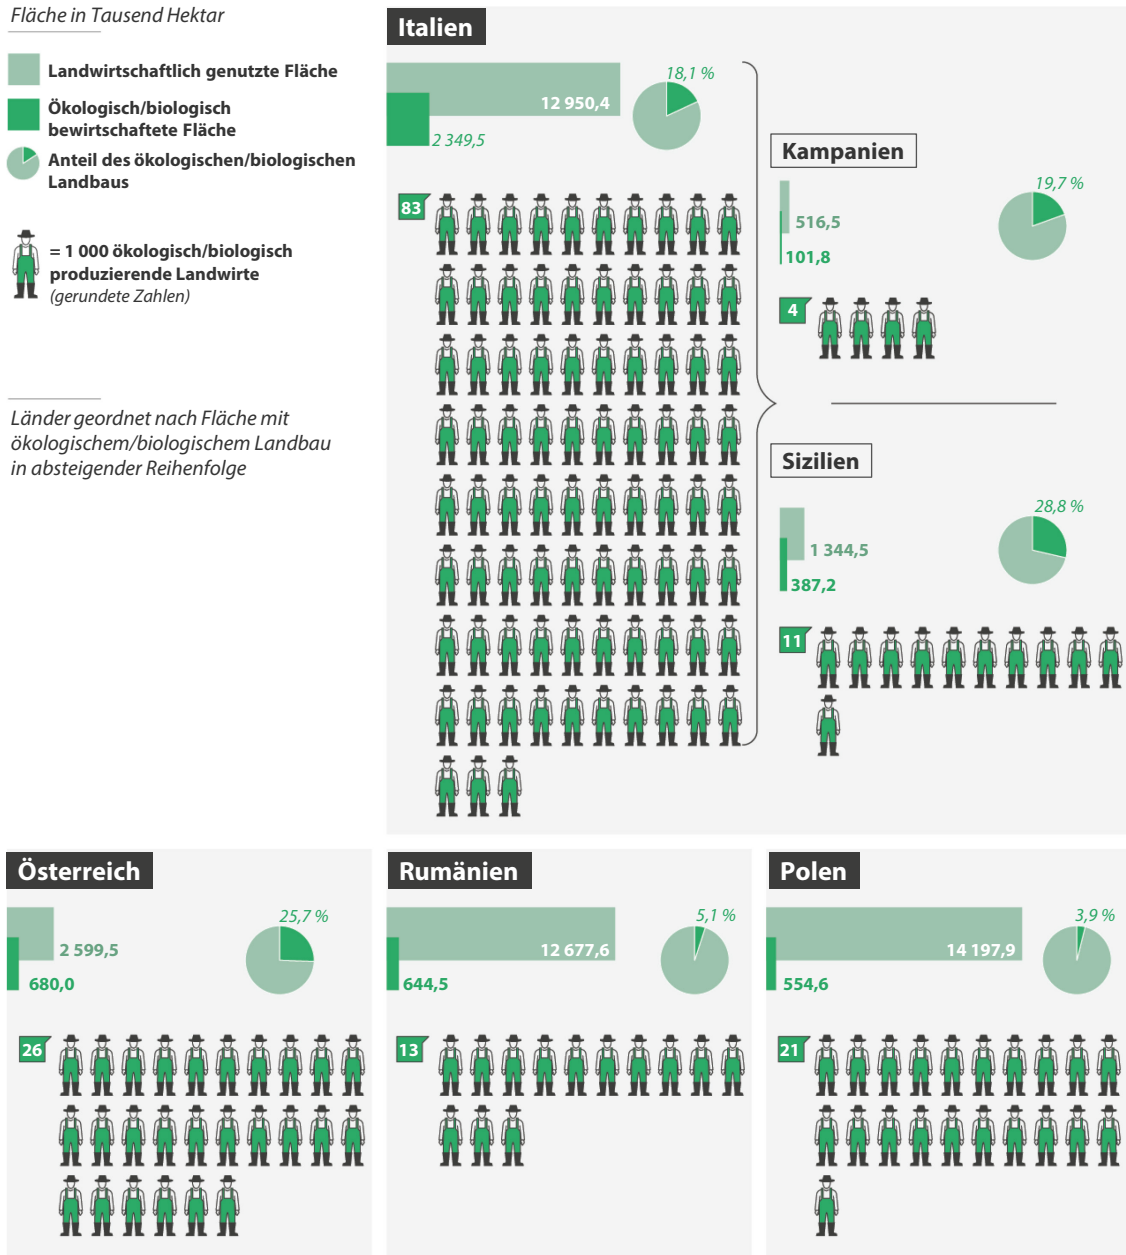 Fläche in Tausend Hektar
Landwirtschaftlich genutzte Fläche
Ökologisch/biologisch
bewirtschaftete Fläche
Anteil des ökologischen/biologischen
Landbaus
= 1 000 ökologisch/biologisch
produzierende Landwirte
(gerundete Zahlen)
Länder geordnet nach Fläche mit
ökologischem/biologischem Landbau
in absteigender Reihenfolge
Italien
18,1 %
12 950,4
2 349,5
83
Kampanien
19,7 %
516,5
101,8
4
Sizilien
28,8 %
1 344,5
387,2
11
Österreich
25,7 %
2 599,5
680,0
26
Rumänien
5,1 %
12 677,6
644,5
13
Polen
3,9 %
14 197,9
554,6
21